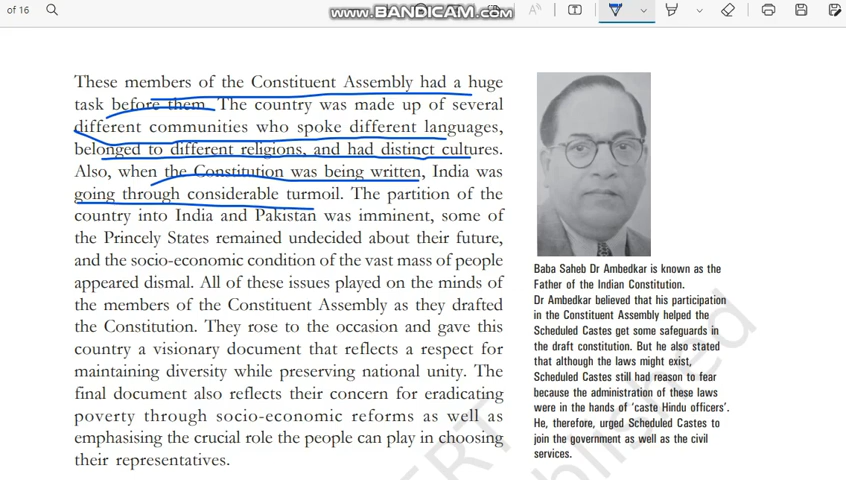 of 16
WWW.BANDICAM.COM
These members of the Constituent Assembly had a huge
task before them. The country was made up of several
different communities who spoke different languages,
belonged to different religions, and had distinct cultures.
Also, when the Constitution was being written, India was
going through considerable turmoil. The partition of the
country into India and Pakistan was imminent, some of
the Princely States remained undecided about their future,
and the socio-economic condition of the vast mass of people
appeared dismal. All of these issues played on the minds of
the members of the Constituent Assembly as they drafted
the Constitution. They rose to the occasion and gave this
country a visionary document that reflects a respect for
maintaining diversity while preserving national unity. The
final document also reflects their concern for eradicating
poverty through socio-economic reforms as well as
emphasising the crucial role the people can play in choosing
their representatives.
Baba Saheb Dr Ambedkar is known as the
Father of the Indian Constitution.
Dr Ambedkar believed that his participation
in the Constituent Assembly helped the
Scheduled Castes get some safeguards in
the draft constitution. But he also stated
that although the laws might exist,
Scheduled Castes still had reason to fear
because the administration of these laws
were in the hands of 'caste Hindu officers'.
He, therefore, urged Scheduled Castes to
join the government as well as the civil
services.